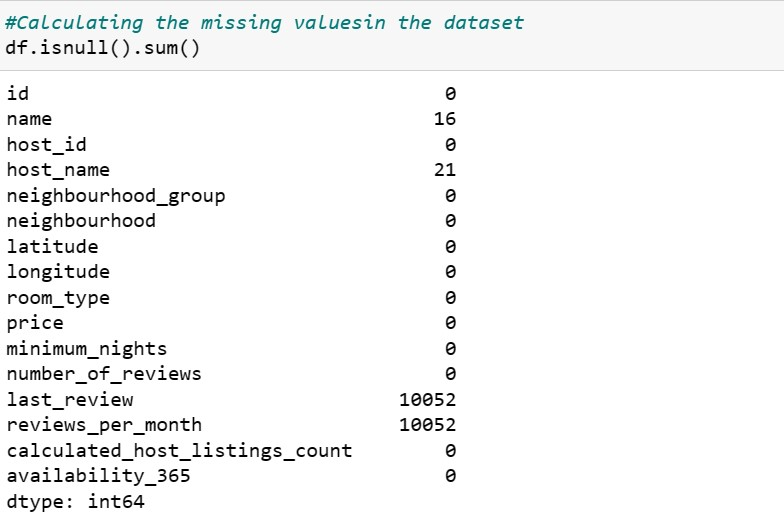 #Calculating the missing valuesin the dataset
df.isnull().sum()
id 0
name 16
host_id 0
host_name 21
neighbourhood_group 0
neighbourhood 0
latitude 0
longitude 0
room_type 0
price 0
minimum_nights 0
number_of_reviews 0
last_review 10052
reviews_per_month 10052
calculated_host_listings_count 0
availability_365 0
dtype: int64